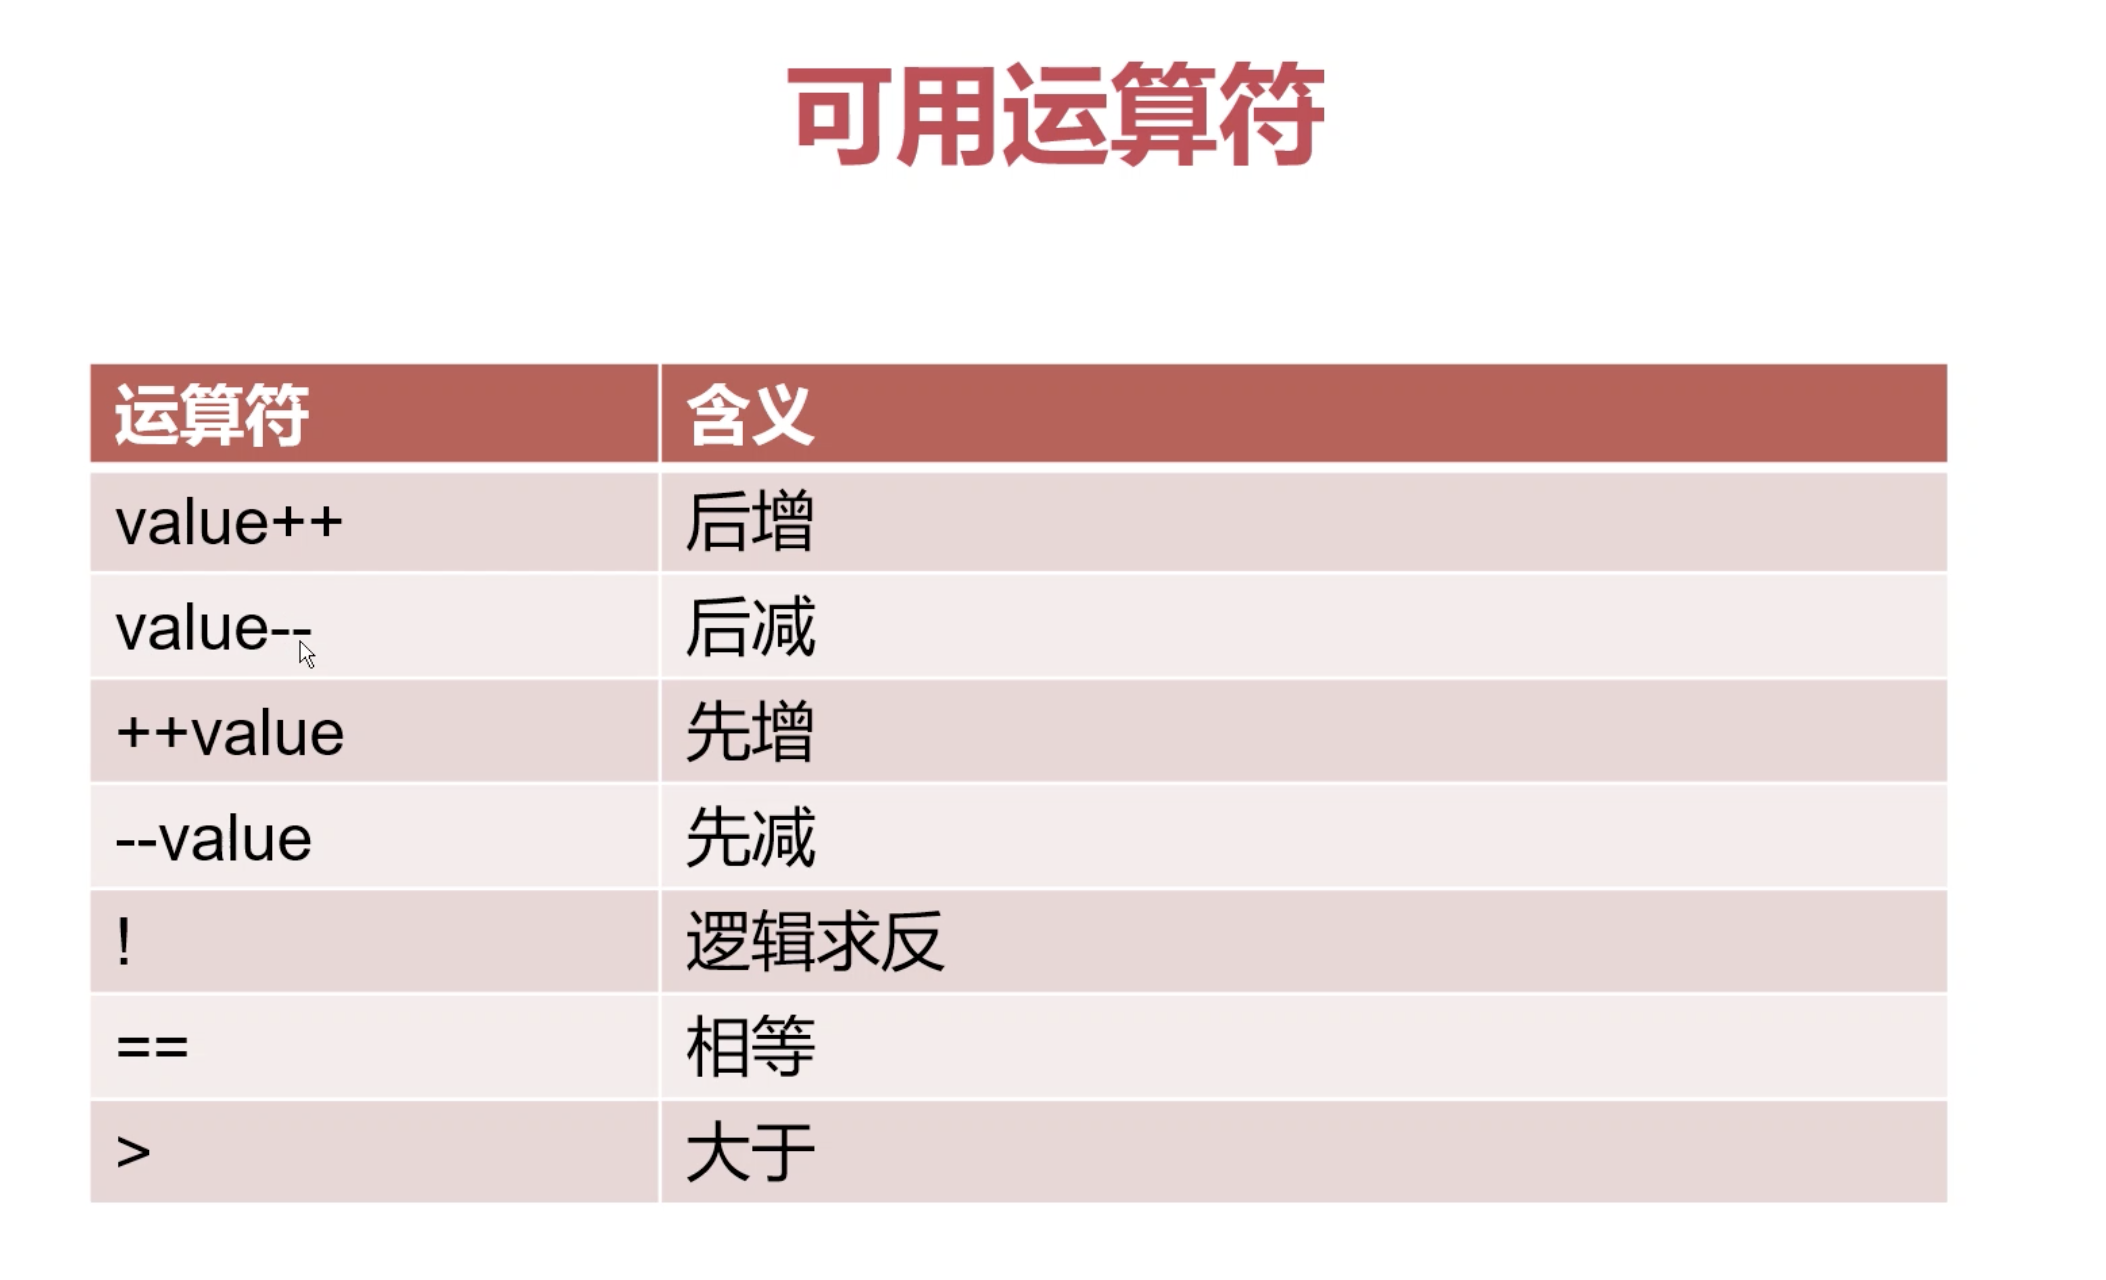 可用运算符
运算符 含义
value++ 后增
value-- 后减
++value 先增
--value 先减
! 逻辑求反
== 相等
> 大于